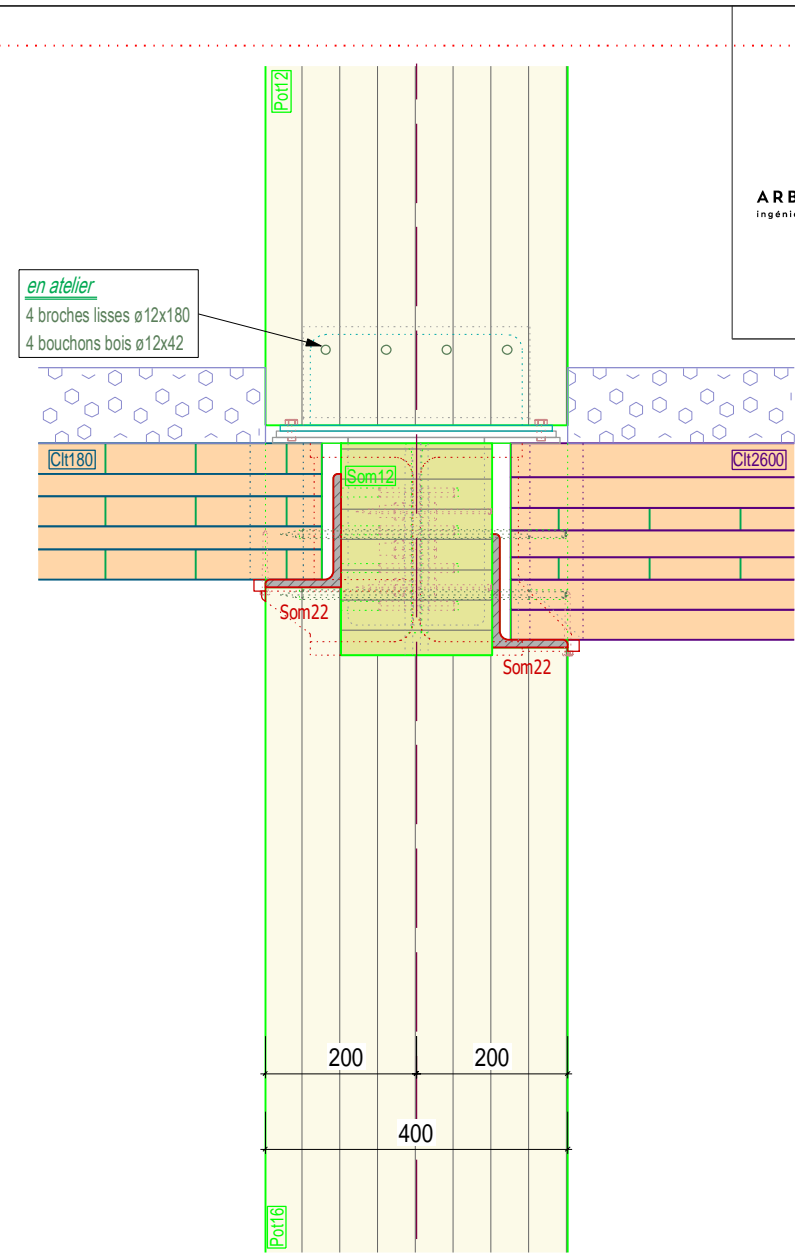 Pot12
ARB
ingénie
en atelier
4 broches lisses ø12x180
4 bouchons bois ø12x42
Clt180
Som12
Clt2600
Som22
Som22
200
200
400
Pot16